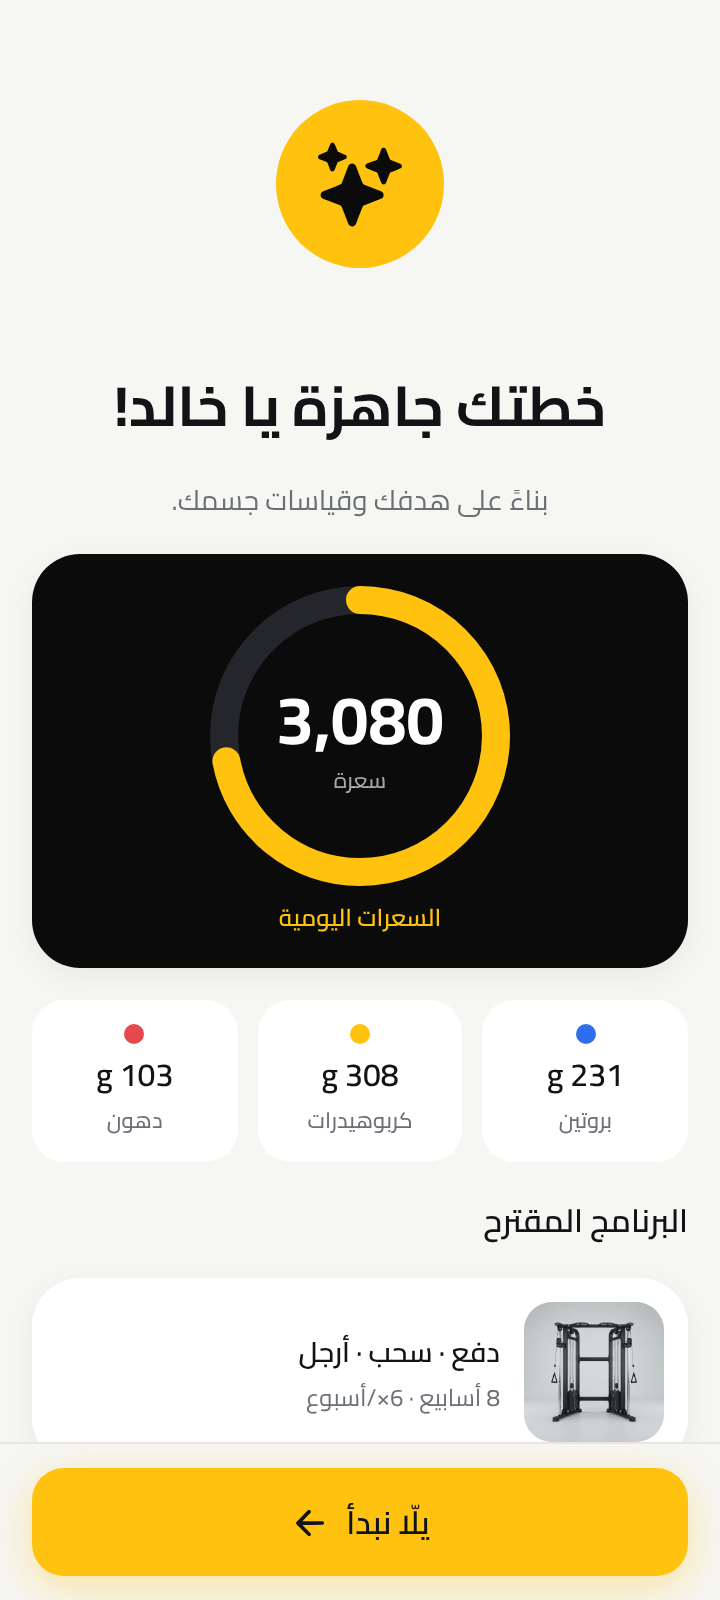 خطتك جاهزة يا خالد!
بناءً على هدفك وقياسات جسمك.
3,080
سعرة
السعرات اليومية
231 g
بروتين
308 g
كربوهيدرات
103 g
دهون
البرنامج المقترح
دفع · سحب · أرجل
8 أسابيع · 6×/أسبوع
يلّا نبدأ